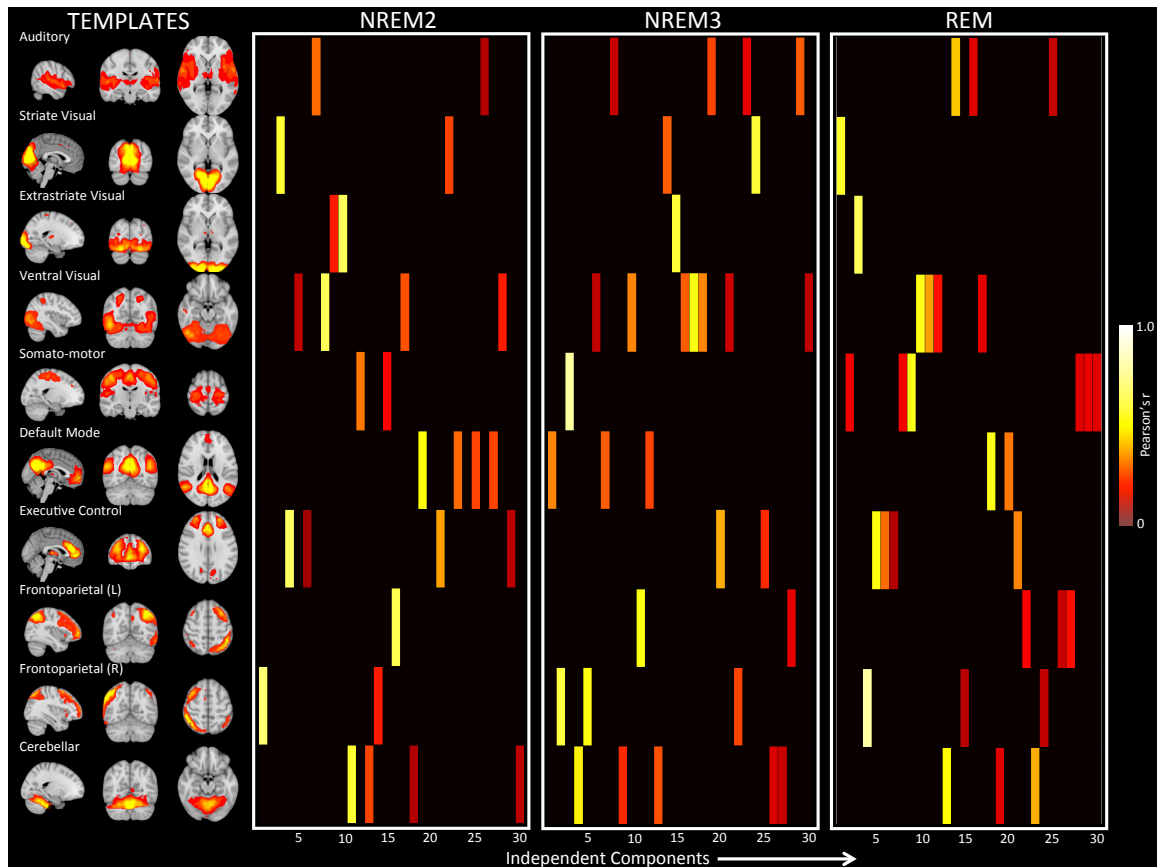 TEMPLATES NREM2 NREM3 REM
Auditory
Striate Visual
Extrastriate Visual
Ventral Visual
Somato-motor
Default Mode
Executive Control
Frontoparietal (L)
Frontoparietal (R)
Cerebellar
1.0
Pearson's r
0
5 10 15 20 25 30 5 10 15 20 25 30 5 10 15 20 25 30
Independent Components